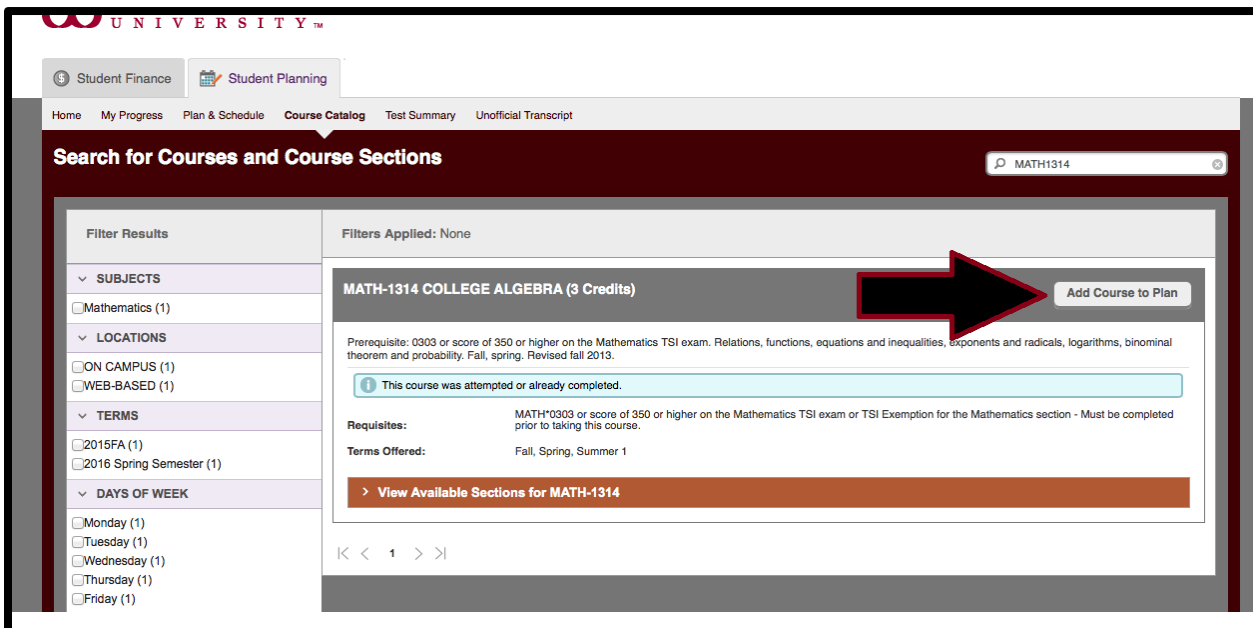 UNIVERSITY™
Student Finance
Student Planning
Home My Progress Plan & Schedule Course Catalog Test Summary Unofficial Transcript
Search for Courses and Course Sections
MATH1314
Filter Results
SUBJECTS
Mathematics (1)
LOCATIONS
ON CAMPUS (1)
WEB-BASED (1)
TERMS
2015FA (1)
2016 Spring Semester (1)
DAYS OF WEEK
Monday (1)
Tuesday (1)
Wednesday (1)
Thursday (1)
Friday (1)
Filters Applied: None
MATH-1314 COLLEGE ALGEBRA (3 Credits)
Add Course to Plan
Prerequisite: 0303 or score of 350 or higher on the Mathematics TSI exam. Relations, functions, equations and inequalities, exponents and radicals, logarithms, binominal
theorem and probability. Fall, spring. Revised fall 2013.
This course was attempted or already completed.
Requisites:
MATH*0303 or score of 350 or higher on the Mathematics TSI exam or TSI Exemption for the Mathematics section - Must be completed
prior to taking this course.
Terms Offered:
Fall, Spring, Summer 1
View Available Sections for MATH-1314
1